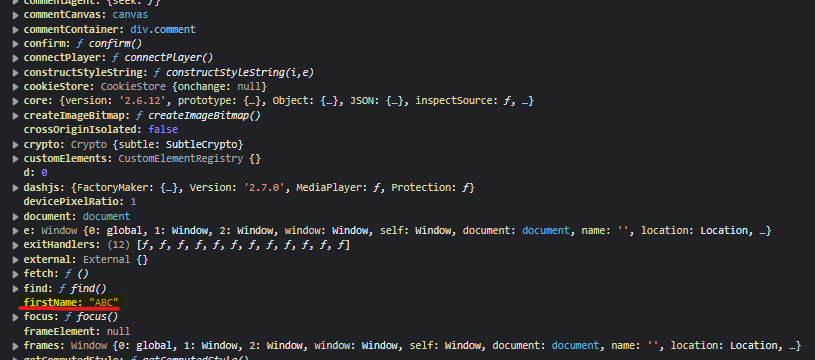 commentAgent: {seek: ƒ}
▶ commentCanvas: canvas
▶ commentContainer: div.comment
▶ confirm: ƒ confirm()
▶ connectPlayer: ƒ connectPlayer()
▶ constructStyleString: ƒ constructStyleString(i,e)
▶ cookieStore: CookieStore {onchange: null}
▶ core: {version: '2.6.12', prototype: {…}, Object: {…}, JSON: {…}, inspectSource: ƒ, …}
▶ createImageBitmap: ƒ createImageBitmap()
crossOriginIsolated: false
▶ crypto: Crypto {subtle: SubtleCrypto}
▶ customElements: CustomElementRegistry {}
d: 0
▶ dashjs: {FactoryMaker: {…}, Version: '2.7.0', MediaPlayer: ƒ, Protection: ƒ}
devicePixelRatio: 1
▶ document: document
▶ e: Window {0: global, 1: Window, 2: Window, window: Window, self: Window, document: document, name: '', location: Location, …}
▶ exitHandlers: (12) [ƒ, ƒ, ƒ, ƒ, ƒ, ƒ, ƒ, ƒ, ƒ, ƒ, ƒ, ƒ]
▶ external: External {}
▶ fetch: ƒ ()
▶ find: ƒ find()
firstName: "ABC"
▶ focus: ƒ focus()
frameElement: null
▶ frames: Window {0: global, 1: Window, 2: Window, window: Window, self: Window, document: document, name: '', location: Location, …}
▶ getComputedStyle: ƒ getComputedStyle()